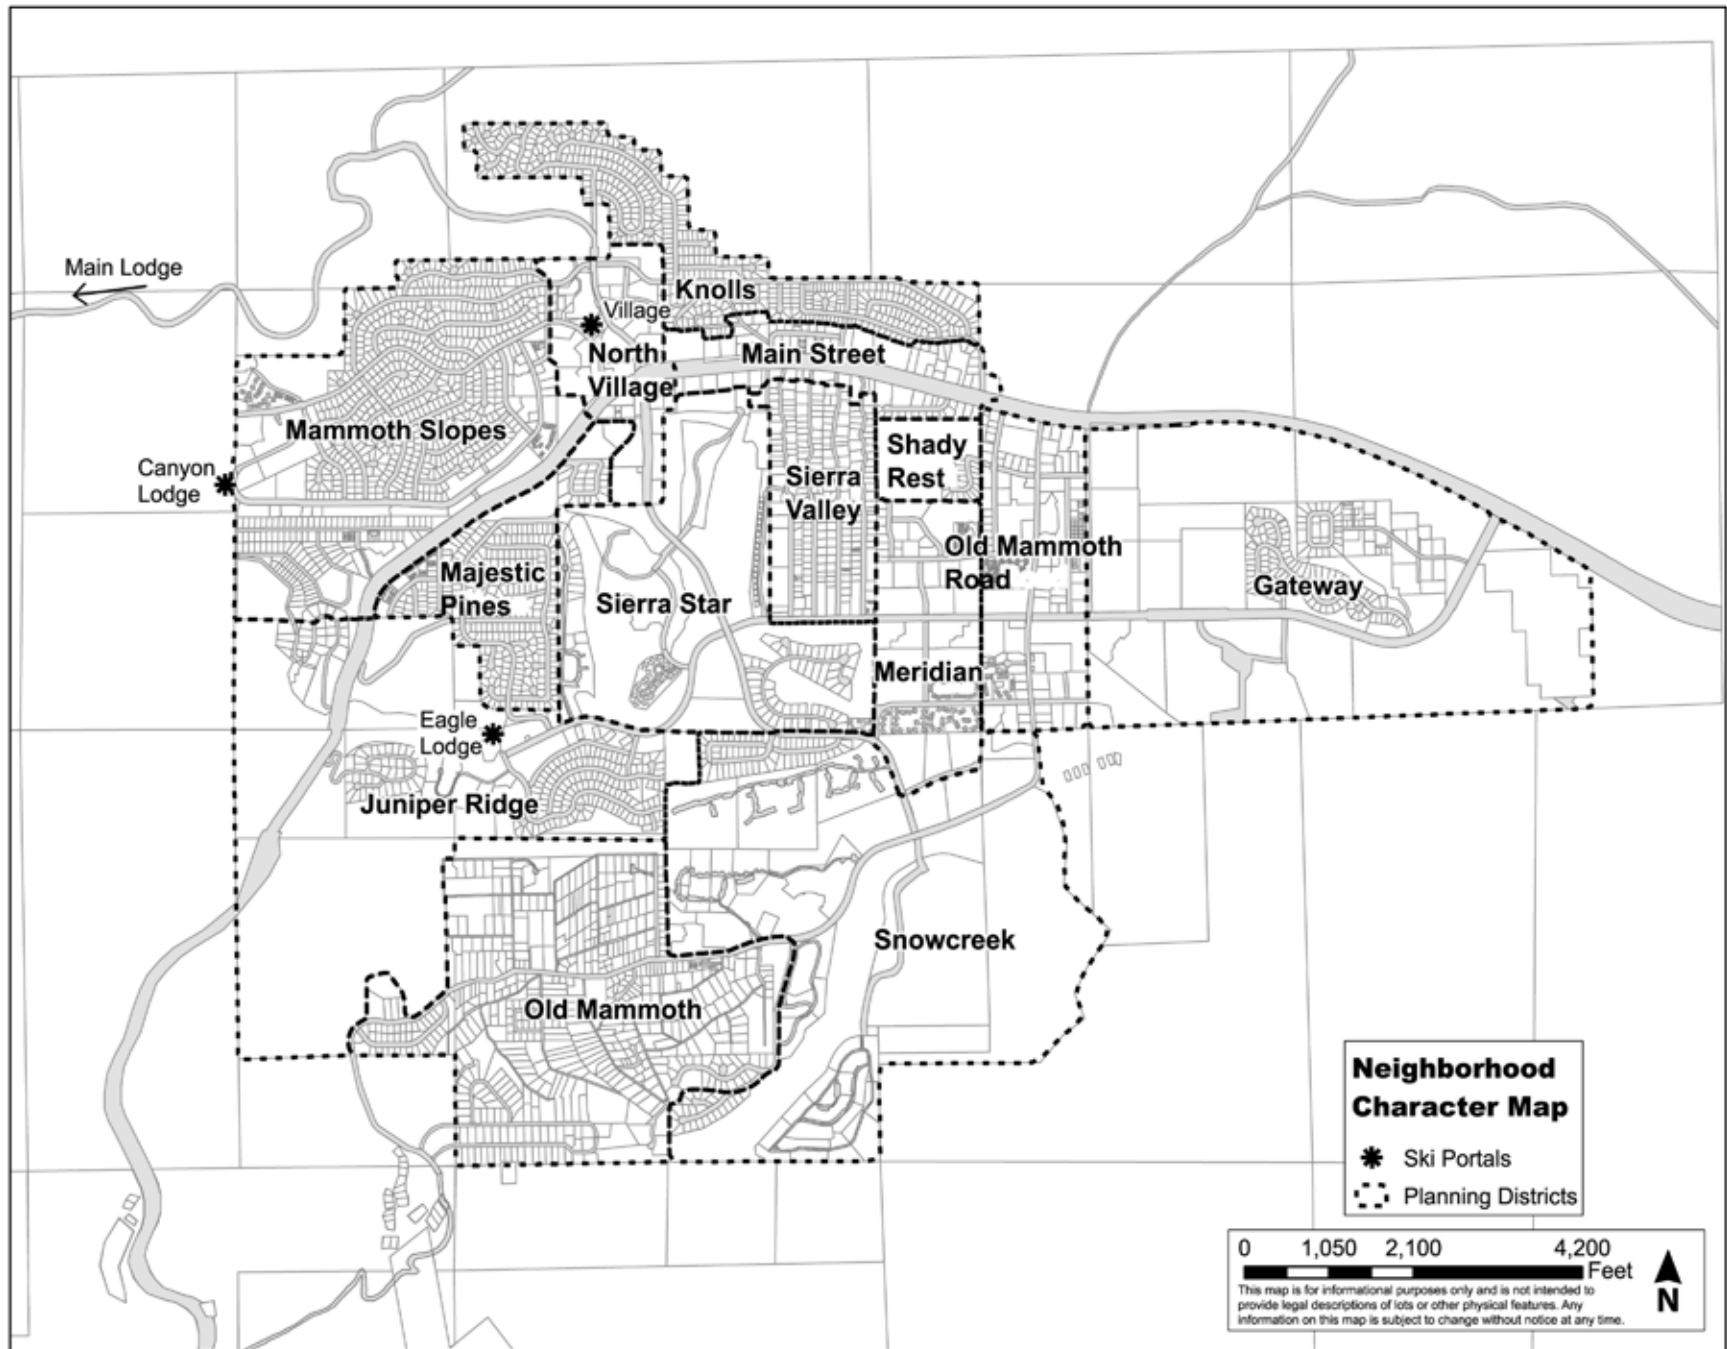 Main Lodge
Knolls
Village
North
Village
Main Street
Mammoth Slopes
Canyon
Lodge
Shady
Rest
Sierra
Valley
Old Mammoth
Road
Majestic
Pines
Sierra Star
Gateway
Meridian
Eagle
Lodge
Juniper Ridge
Snowcreek
Old Mammoth
Neighborhood
Character Map
Ski Portals
Planning Districts
0 1,050 2,100 4,200
Feet
This map is for informational purposes only and is not intended to
provide legal descriptions of lots or other physical features. Any
information on this map is subject to change without notice at any time.
N